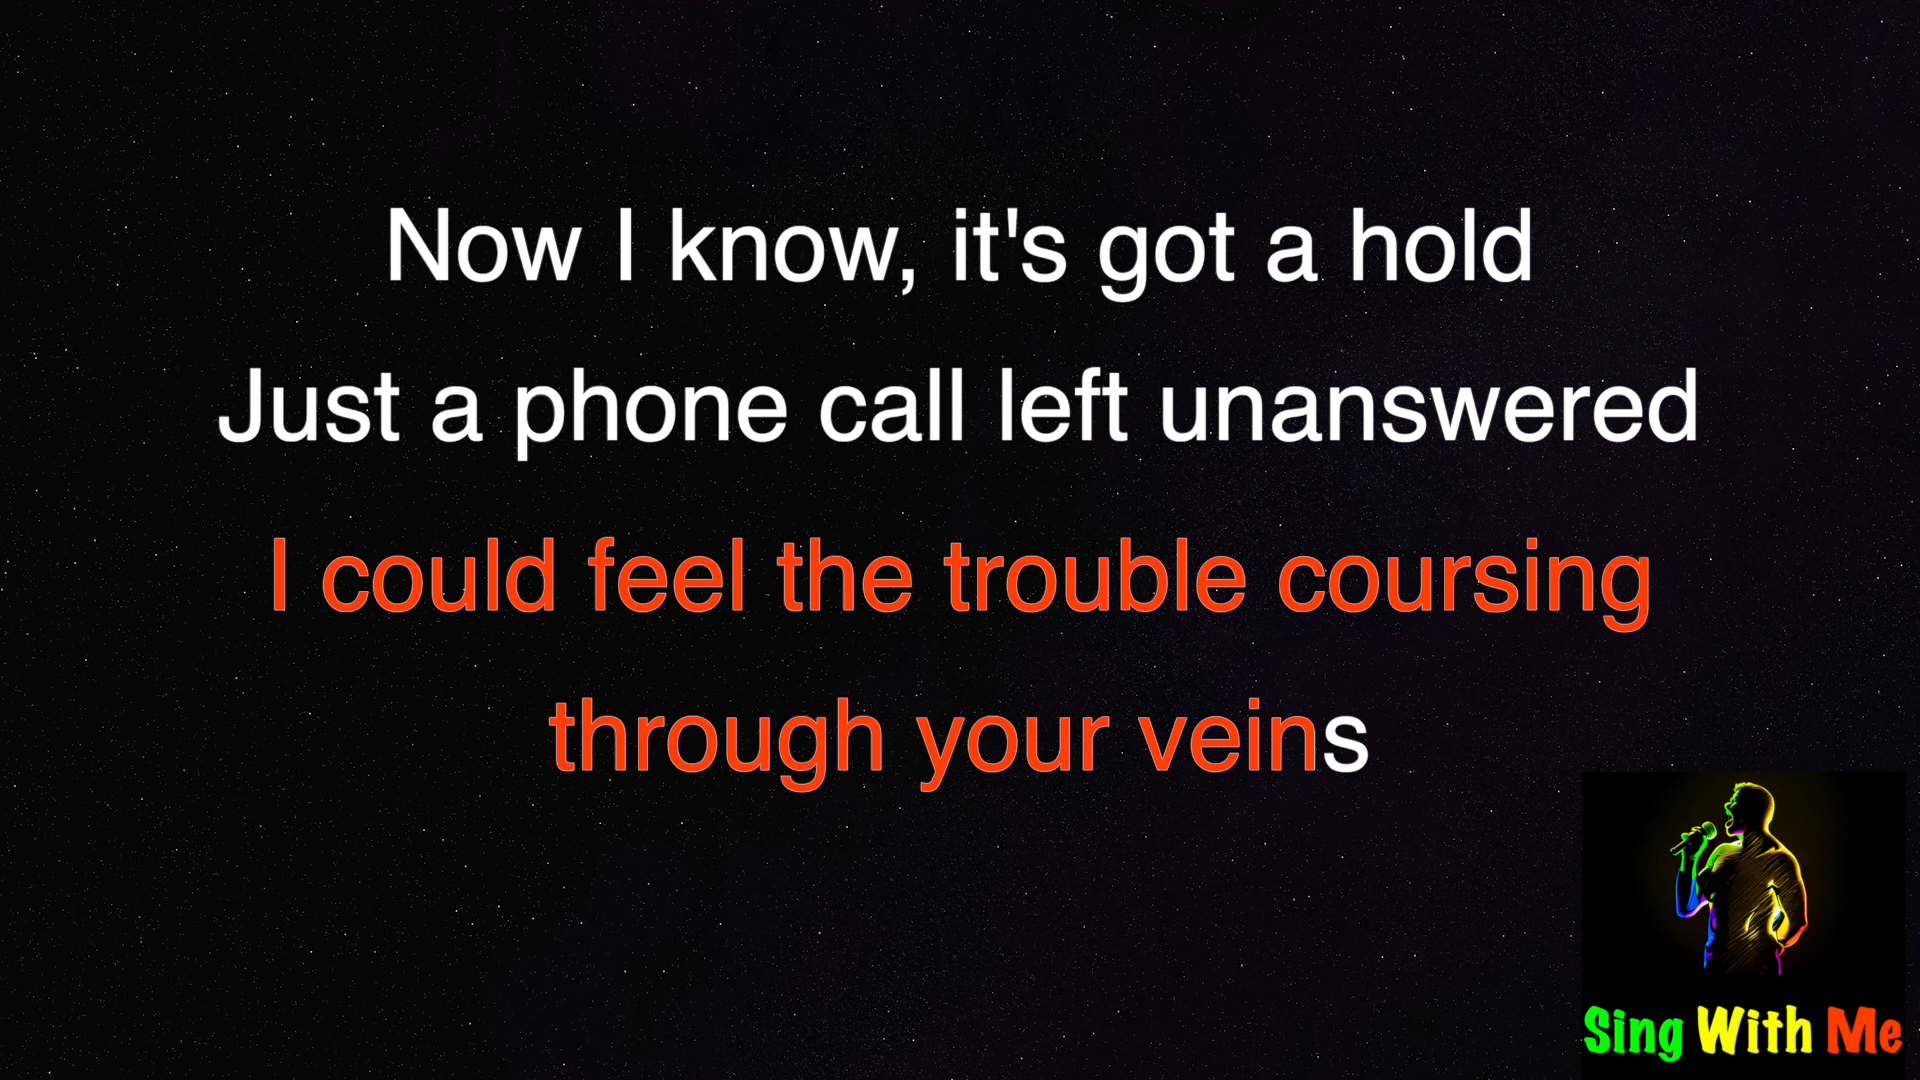 Now I know, it's got a hold
Just a phone call left unanswered
I could feel the trouble coursing
through your veins
Sing With Me